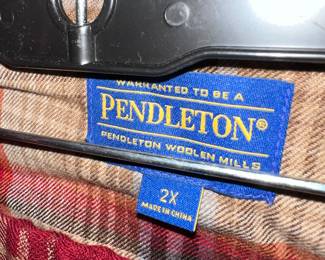 WARRANTED TO BE A
PENDLETON®
PENDLETON WOOLEN MILLS
2X
MADE IN CHINA